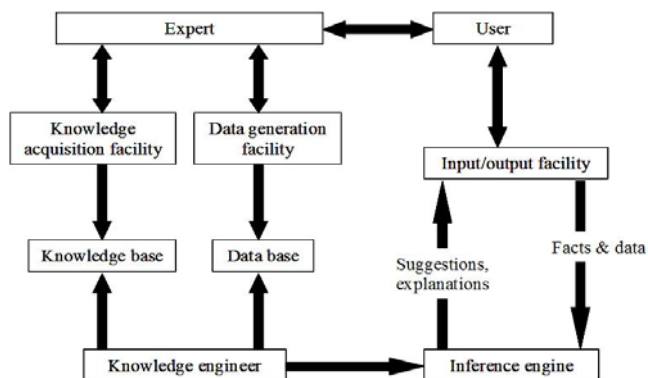 Expert
User
Knowledge
acquisition facility
Data generation
facility
Input/output facility
Knowledge base
Data base
Suggestions,
explanations
Facts & data
Knowledge engineer
Inference engine